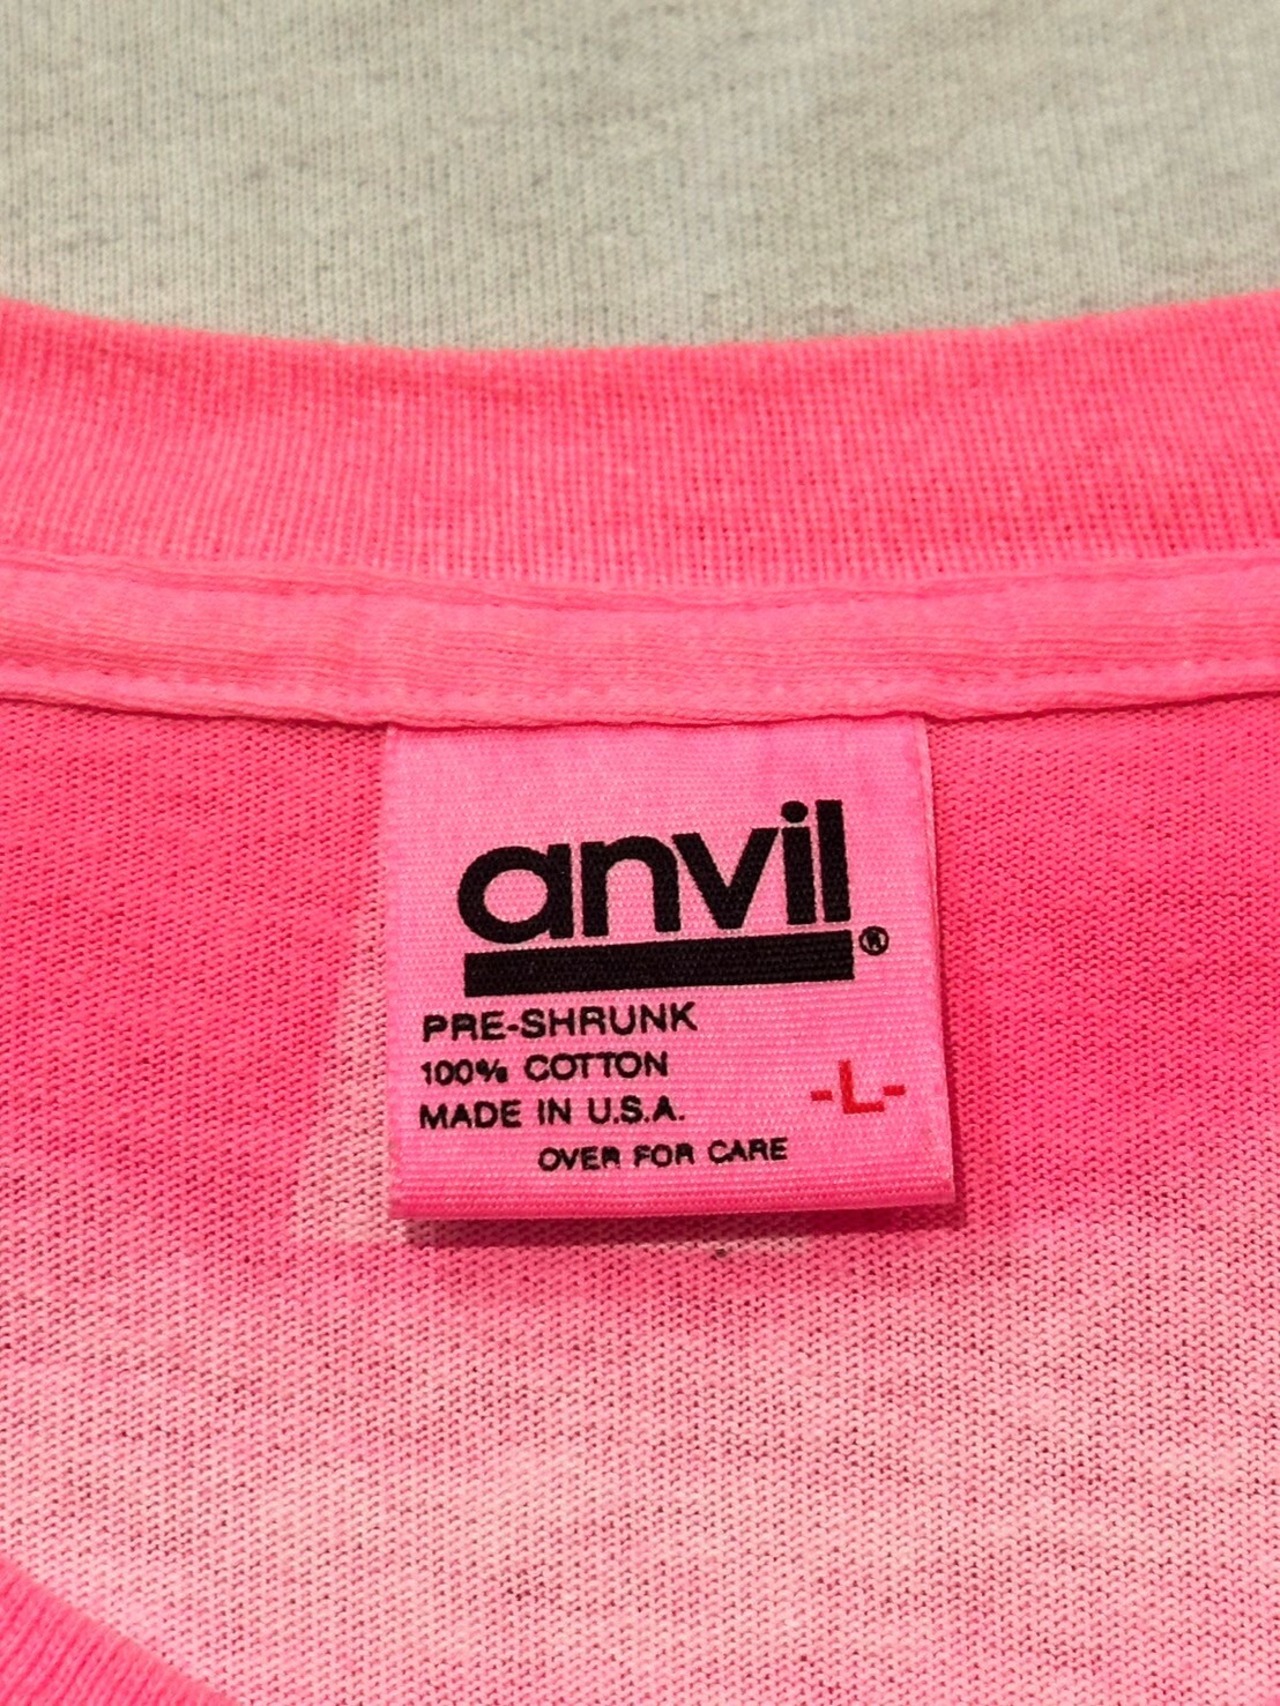 anvil®
PRE-SHRUNK
100% COTTON
MADE IN U.S.A.
-L-
OVER FOR CARE